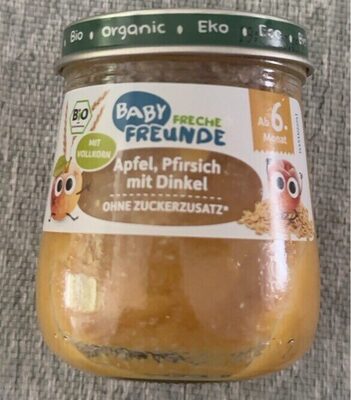 Bio • Organic • Eko • Eco • Bio
BIO
BABY
FRECHE
FREUNDE
MIT
VOLLKORN
Ab 6.
Monat
Apfel, Pfirsich
mit Dinkel
OHNE ZUCKERZUSATZ*